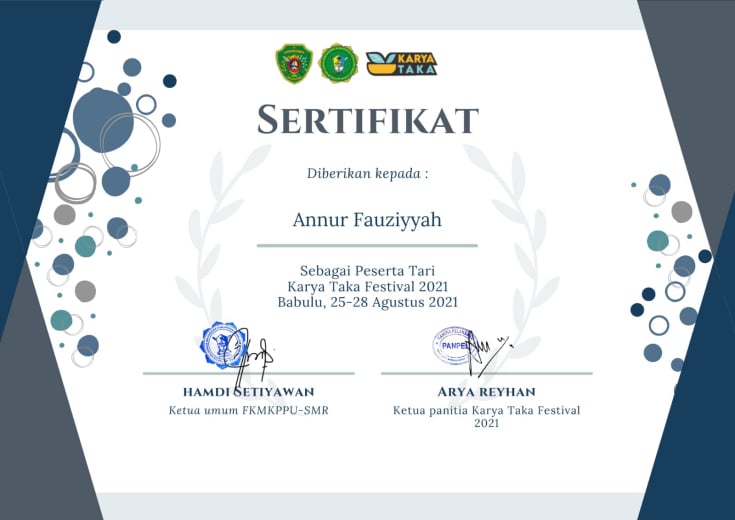 KARYA
TAKA
SERTIFIKAT
Diberikan kepada :
Annur Fauziyyah
Sebagai Peserta Tari
Karya Taka Festival 2021
Babulu, 25-28 Agustus 2021
PANPEL
HAMDI SETIYAWAN
Ketua umum FKMKPPU-SMR
ARYA REYHAN
Ketua panitia Karya Taka Festival
2021